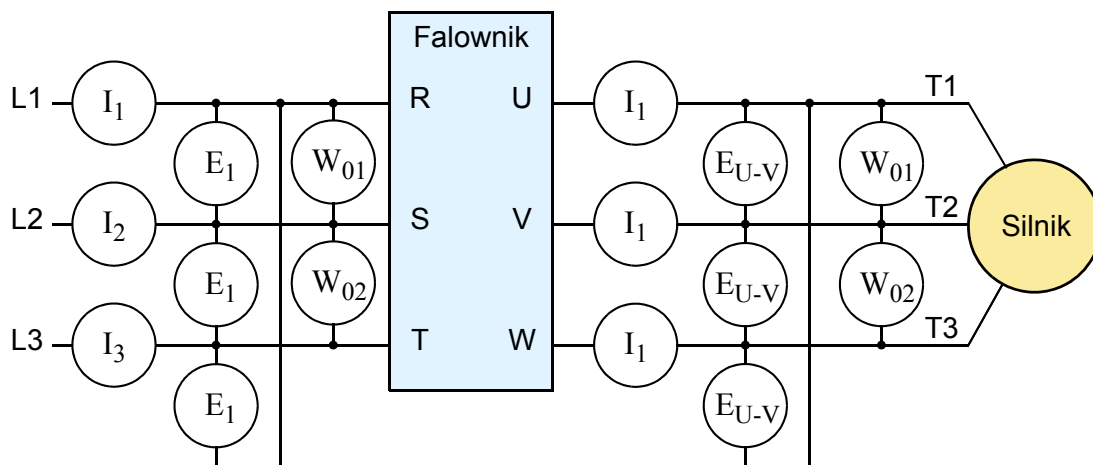 Falownik
L1 I1 R U I1 T1
E1 W01 EU-V W01
L2 I2 S V I1 T2
Silnik
E1 W02 EU-V W02
L3 I3 T W I1 T3
E1 EU-V